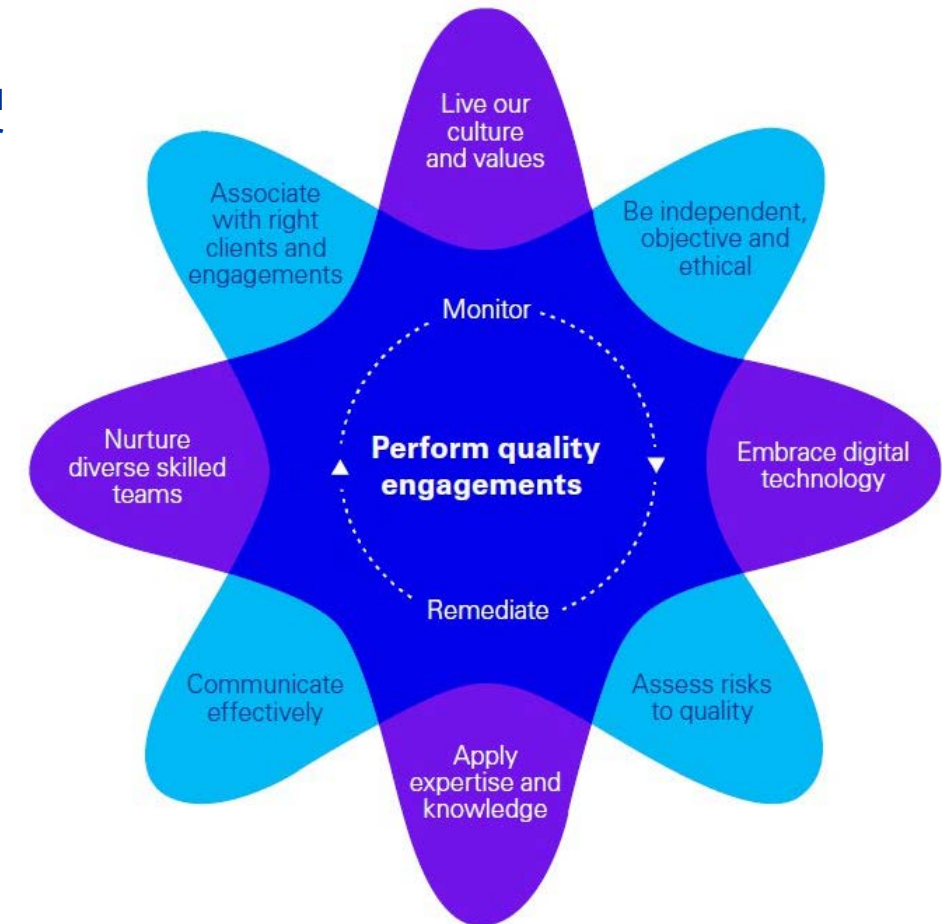 Live our
culture
and values
Associate
with right
clients and
engagements
Be independent,
objective and
ethical
Monitor
Nurture
diverse skilled
teams
Perform quality
engagements
Embrace digital
technology
Remediate
Communicate
effectively
Assess risks
to quality
Apply
expertise and
knowledge